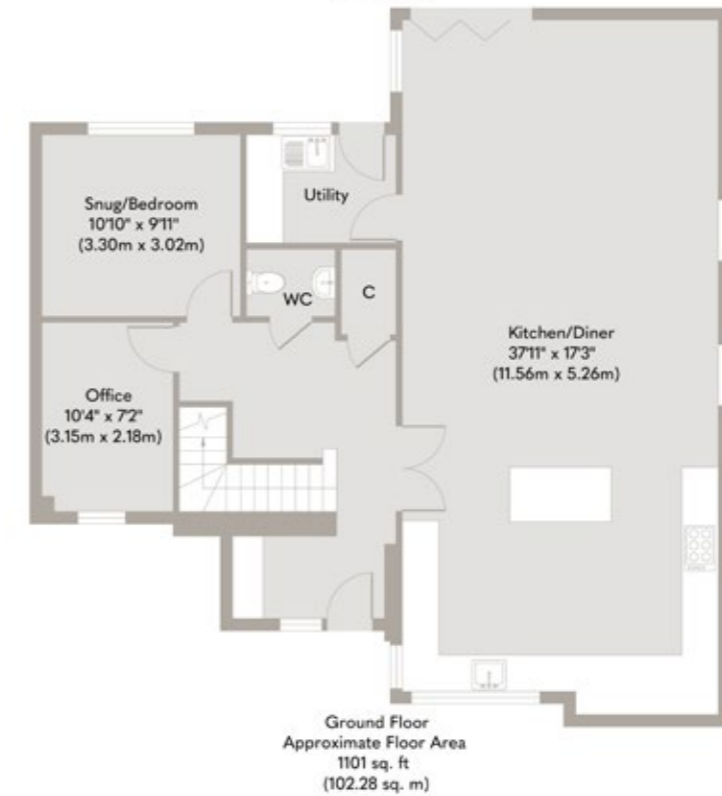 Snug/Bedroom
10'10" x 9'11"
(3.30m x 3.02m)
Utility
WC
C
Office
10'4" x 7'2"
(3.15m x 2.18m)
Kitchen/Diner
37'11" x 17'3"
(11.56m x 5.26m)
Ground Floor
Approximate Floor Area
1101 sq. ft
(102.28 sq. m)